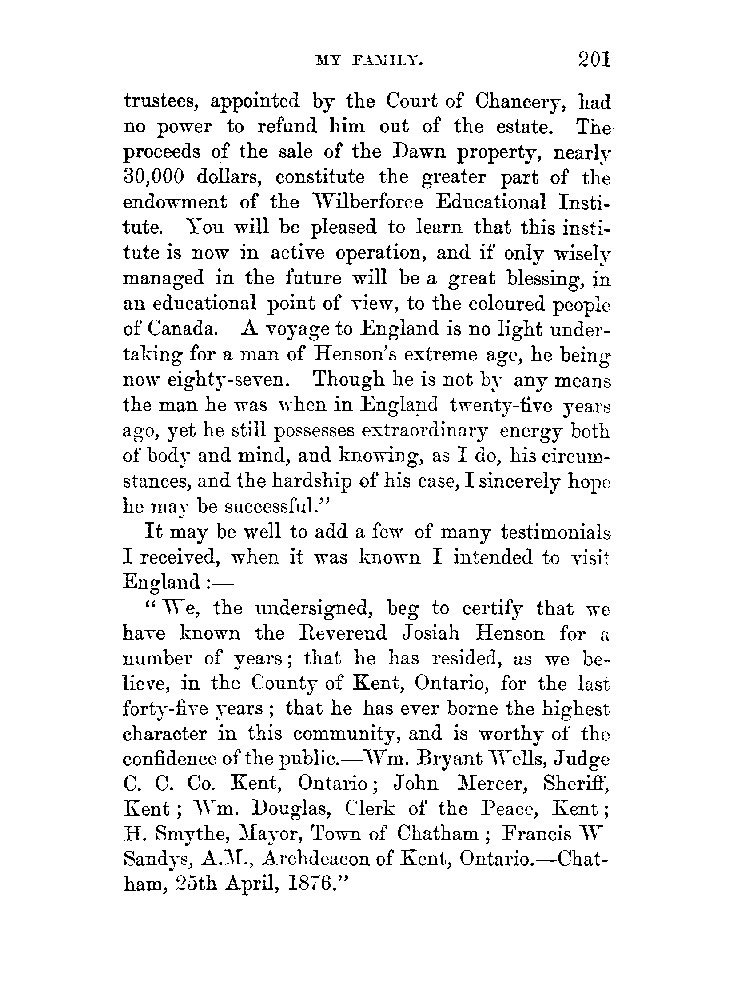 MY FAMILY. 201
trustees, appointed by the Court of Chancery, had
no power to refund him out of the estate. The
proceeds of the sale of the Dawn property, nearly
30,000 dollars, constitute the greater part of the
endowment of the Wilberforce Educational Insti-
tute. You will be pleased to learn that this insti-
tute is now in active operation, and if only wisely
managed in the future will be a great blessing, in
an educational point of view, to the coloured people
of Canada. A voyage to England is no light under-
taking for a man of Henson's extreme age, he being
now eighty-seven. Though he is not by any means
the man he was when in England twenty-five years
ago, yet he still possesses extraordinary energy both
of body and mind, and knowing, as I do, his circum-
stances, and the hardship of his case, I sincerely hope
he may be successful."
It may be well to add a few of many testimonials
I received, when it was known I intended to visit
England :—
"We, the undersigned, beg to certify that we
have known the Reverend Josiah Henson for a
number of years ; that he has resided, as we be-
lieve, in the County of Kent, Ontario, for the last
forty-five years ; that he has ever borne the highest
character in this community, and is worthy of the
confidence of the public.—Wm. Bryant Wells, Judge
C. C. Co. Kent, Ontario ; John Mercer, Sheriff,
Kent ; Wm. Douglas, Clerk of the Peace, Kent ;
H. Smythe, Mayor, Town of Chatham ; Francis W
Sandys, A.M., Archdeacon of Kent, Ontario.—Chat-
ham, 25th April, 1876."